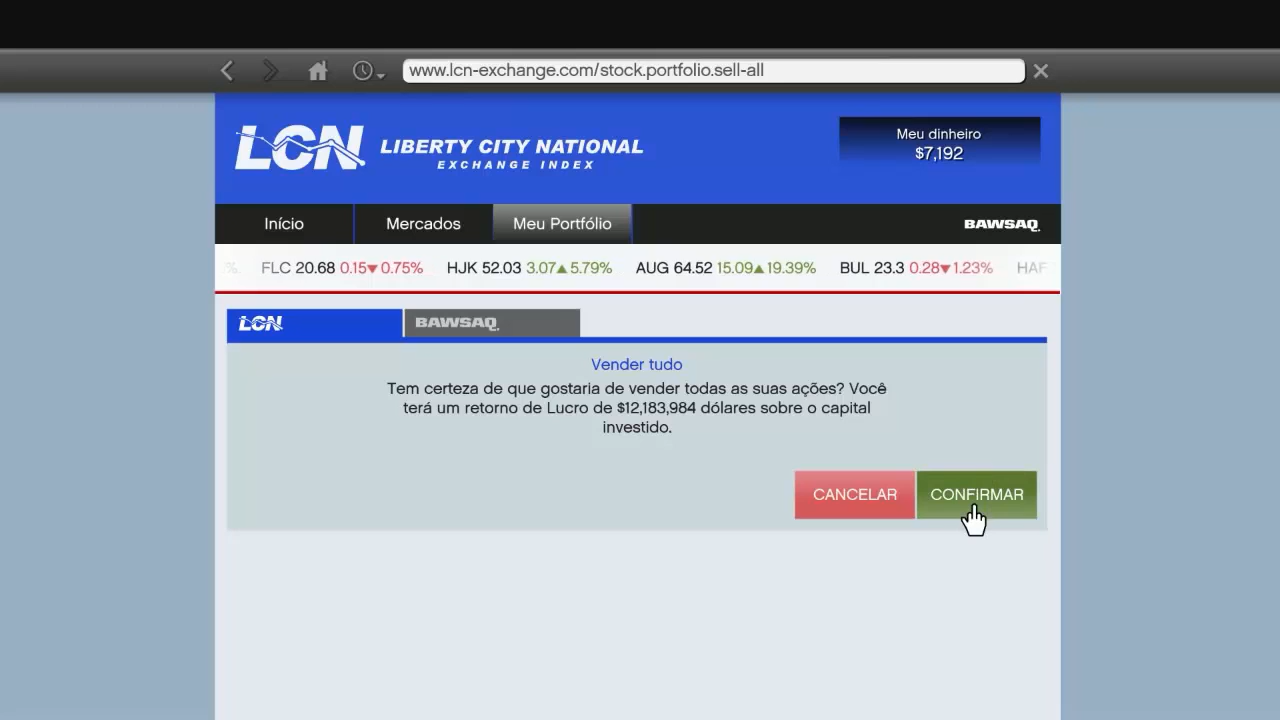 www.lcn-exchange.com/stock.portfolio.sell-all
LCN LIBERTY CITY NATIONAL
EXCHANGE INDEX
Meu dinheiro
$7,192
Início Mercados Meu Portfólio BAWSAQ
%. FLC 20.68 0.15▼0.75% HJK 52.03 3.07▲5.79% AUG 64.52 15.09▲19.39% BUL 23.3 0.28▼1.23% HAF
LCN BAWSAQ
Vender tudo
Tem certeza de que gostaria de vender todas as suas ações? Você
terá um retorno de Lucro de $12,183,984 dólares sobre o capital
investido.
CANCELAR CONFIRMAR